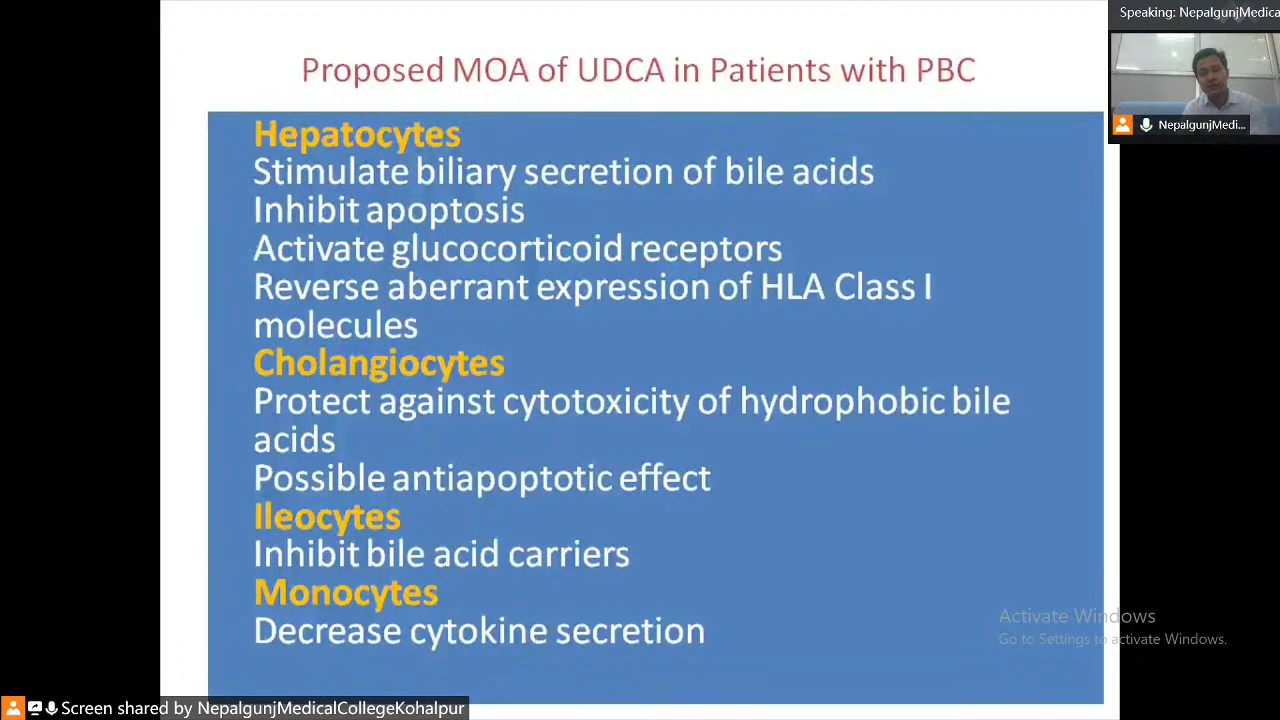 Speaking: NepalgunjMedica
Proposed MOA of UDCA in Patients with PBC
NepalgunjMedi...
Hepatocytes
Stimulate biliary secretion of bile acids
Inhibit apoptosis
Activate glucocorticoid receptors
Reverse aberrant expression of HLA Class I
molecules
Cholangiocytes
Protect against cytotoxicity of hydrophobic bile
acids
Possible antiapoptotic effect
Ileocytes
Inhibit bile acid carriers
Monocytes
Decrease cytokine secretion
Activate Windows
Go to Settings to activate Windows.
Screen shared by NepalgunjMedicalCollegeKohalpur